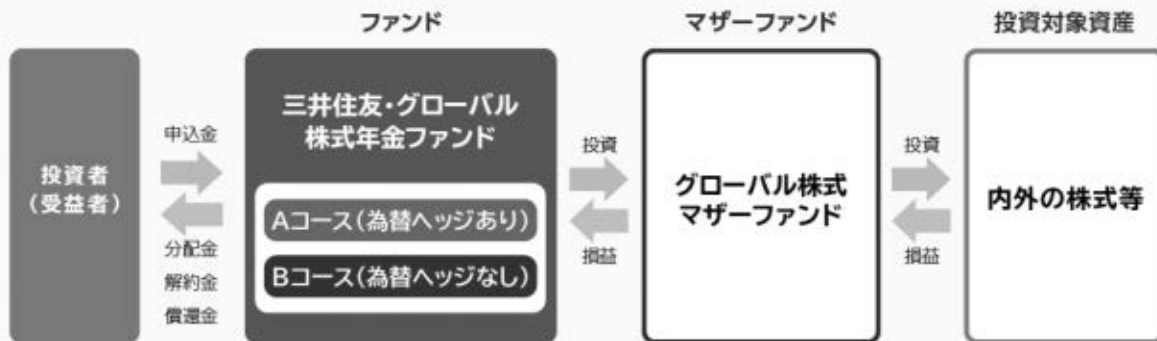 ファンド
マザーファンド
投資対象資産
投資者
(受益者)
申込金
分配金
解約金
償還金
三井住友・グローバル
株式年金ファンド
Aコース(為替ヘッジあり)
Bコース(為替ヘッジなし)
投資
損益
グローバル株式
マザーファンド
投資
損益
内外の株式等